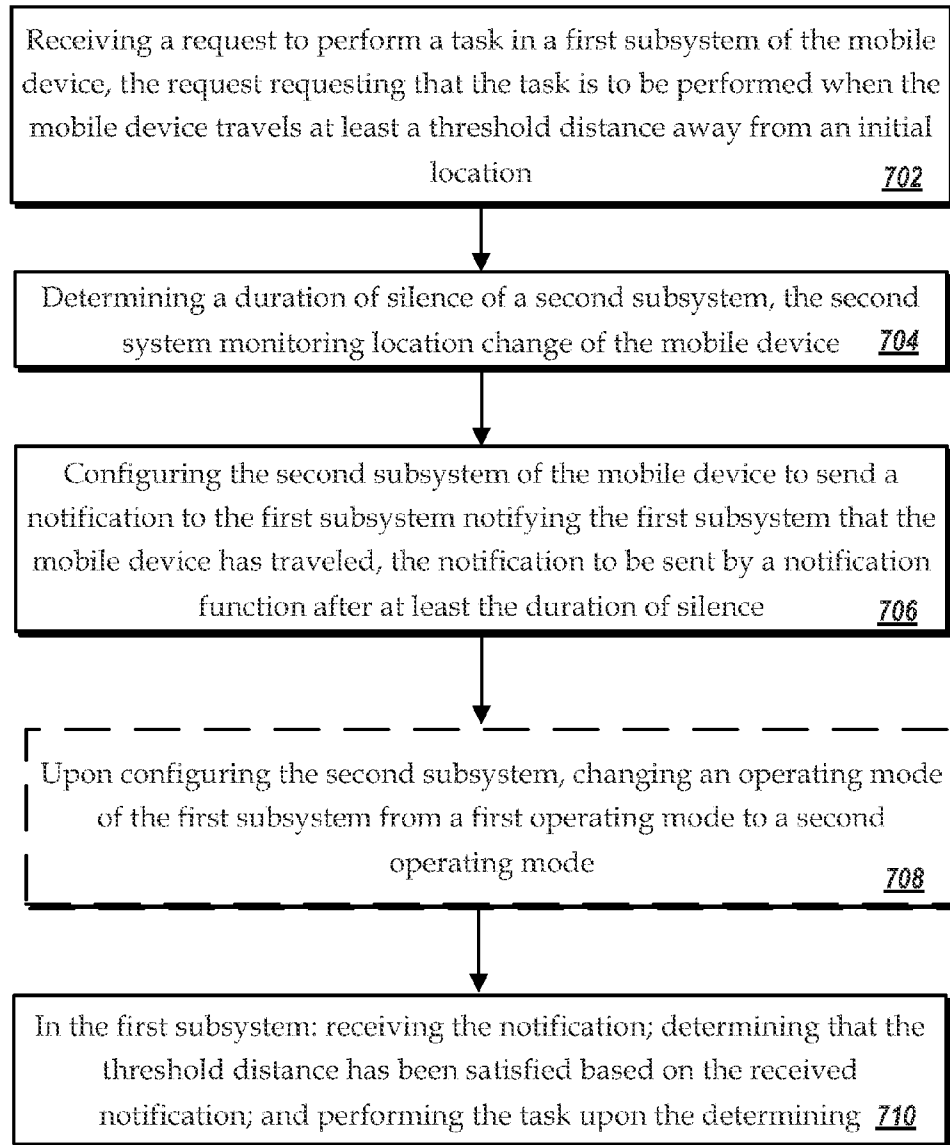 Receiving a request to perform a task in a first subsystem of the mobile
device, the request requesting that the task is to be performed when the
mobile device travels at least a threshold distance away from an initial
location 702
Determining a duration of silence of a second subsystem, the second
system monitoring location change of the mobile device 704
Configuring the second subsystem of the mobile device to send a
notification to the first subsystem notifying the first subsystem that the
mobile device has traveled, the notification to be sent by a notification
function after at least the duration of silence 706
Upon configuring the second subsystem, changing an operating mode
of the first subsystem from a first operating mode to a second
operating mode 708
In the first subsystem: receiving the notification; determining that the
threshold distance has been satisfied based on the received
notification; and performing the task upon the determining 710